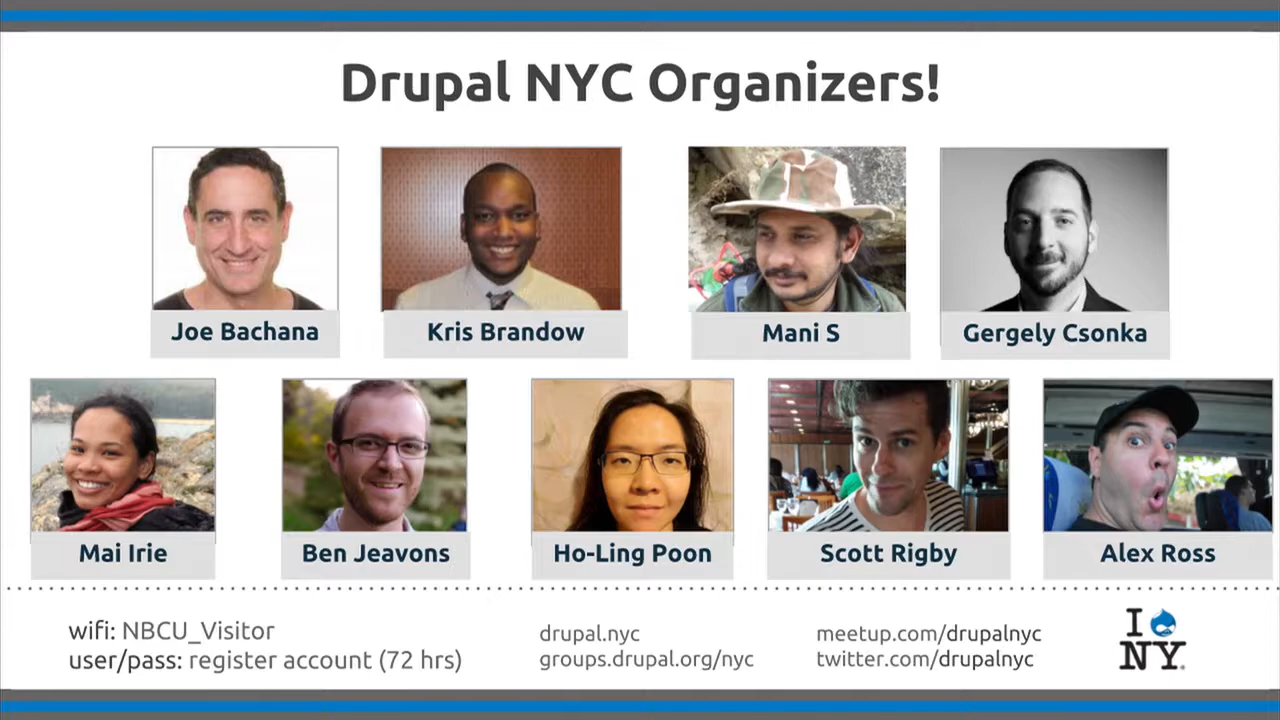 Drupal NYC Organizers!
Joe Bachana
Kris Brandow
Mani S
Gergely Csonka
Mai Irie
Ben Jeavons
Ho-Ling Poon
Scott Rigby
Alex Ross
wifi: NBCU_Visitor
user/pass: register account (72 hrs)
drupal.nyc
groups.drupal.org/nyc
meetup.com/drupalnyc
twitter.com/drupalnyc
I
NY